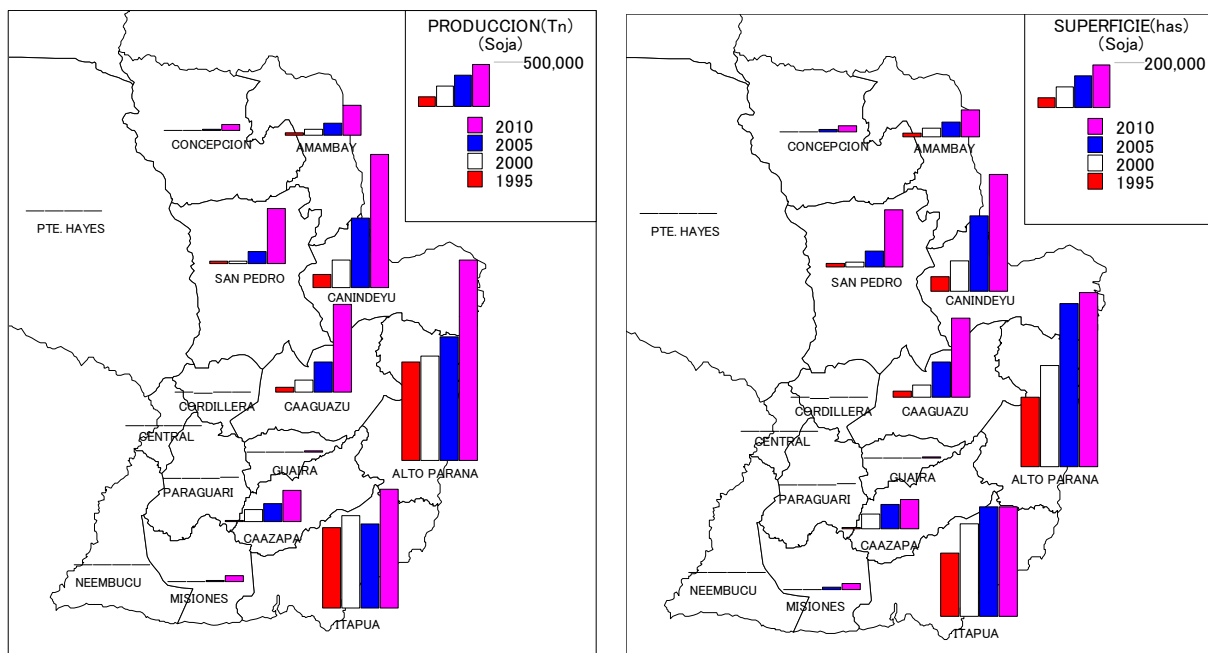 PRODUCCION(Tn)
(Soja)
500,000
2010
2005
2000
1995
CONCEPCION
AMAMBAY
PTE. HAYES
SAN PEDRO
CANINDEYU
CORDILLERA
CAAGUAZU
CENTRAL
GUAIRA
ALTO PARANA
PARAGUARI
CAAZAPA
NEEMBUCU
MISIONES
ITAPUA
SUPERFICIE(has)
(Soja)
200,000
2010
2005
2000
1995
CONCEPCION
AMAMBAY
PTE. HAYES
SAN PEDRO
CANINDEYU
CORDILLERA
CAAGUAZU
CENTRAL
GUAIRA
ALTO PARANA
PARAGUARI
CAAZAPA
NEEMBUCU
MISIONES
ITAPUA